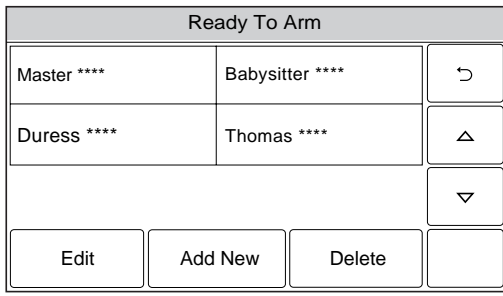 Ready To Arm
Master **** Babysitter ****
Duress **** Thomas ****
Edit Add New Delete